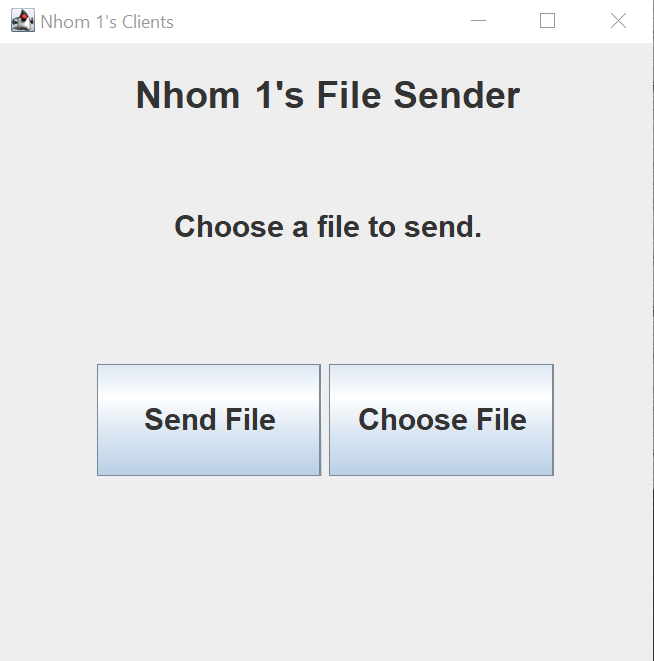 Nhom 1's Clients
Nhom 1's File Sender
Choose a file to send.
Send File
Choose File